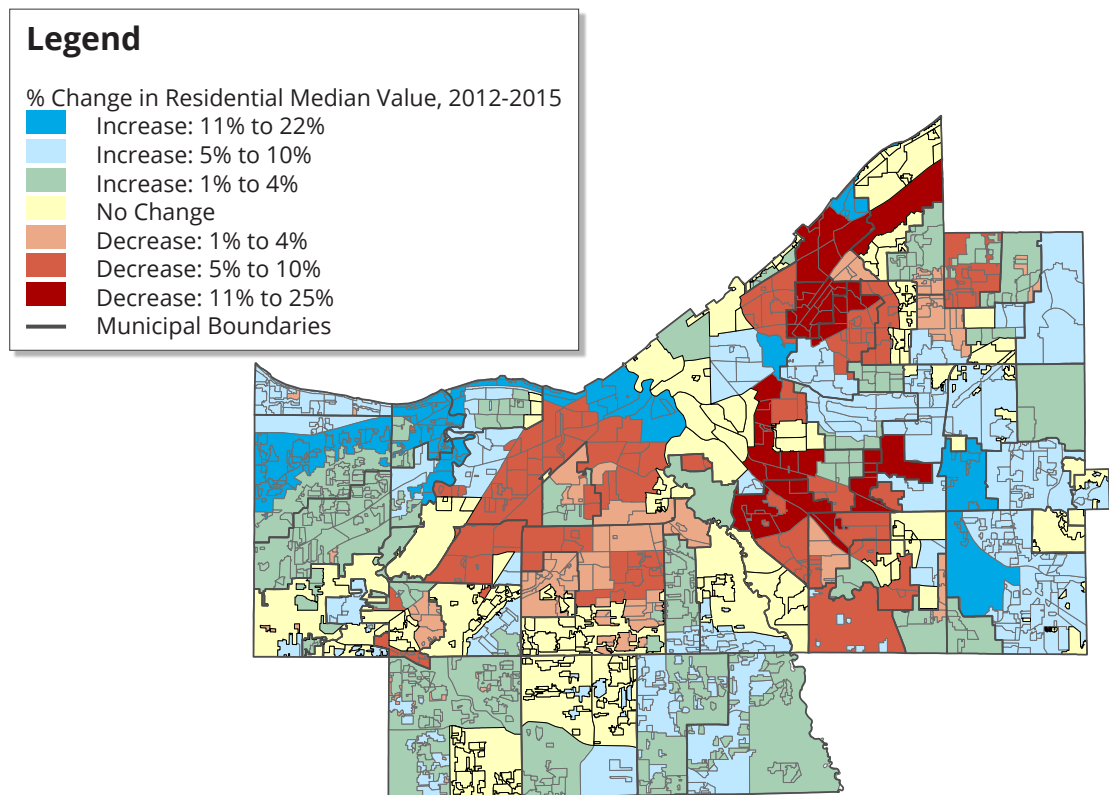 Legend
% Change in Residential Median Value, 2012-2015
Increase: 11% to 22%
Increase: 5% to 10%
Increase: 1% to 4%
No Change
Decrease: 1% to 4%
Decrease: 5% to 10%
Decrease: 11% to 25%
Municipal Boundaries